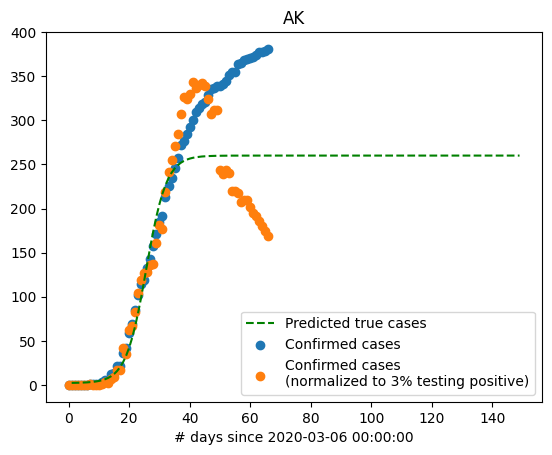 AK
400
350
300
250
200
150
100
50
0
Predicted true cases
Confirmed cases
Confirmed cases
(normalized to 3% testing positive)
0 20 40 60 80 100 120 140
# days since 2020-03-06 00:00:00